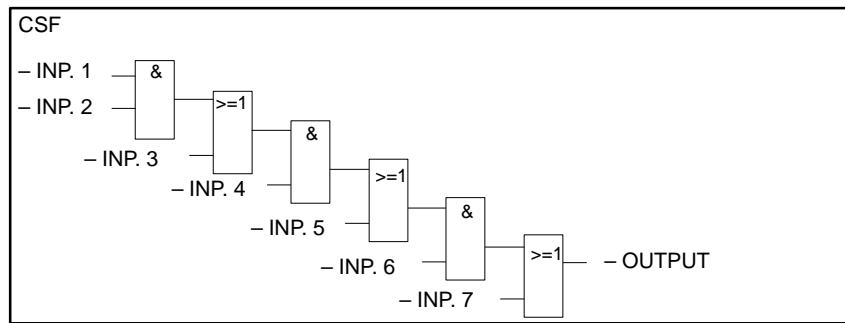 CSF
– INP. 1
&
– INP. 2
>=1
&
– INP. 3
>=1
– INP. 4
&
– INP. 5
>=1
– OUTPUT
– INP. 6
– INP. 7